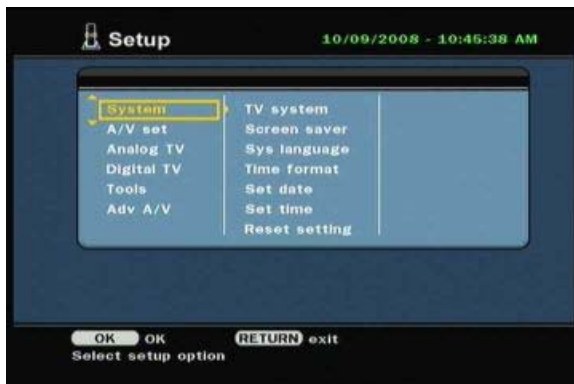 Setup
10/09/2008 - 10:45:38 AM
System
A/V set
Analog TV
Digital TV
Tools
Adv A/V
TV system
Screen saver
Sys language
Time format
Set date
Set time
Reset setting
OK OK
RETURN exit
Select setup option